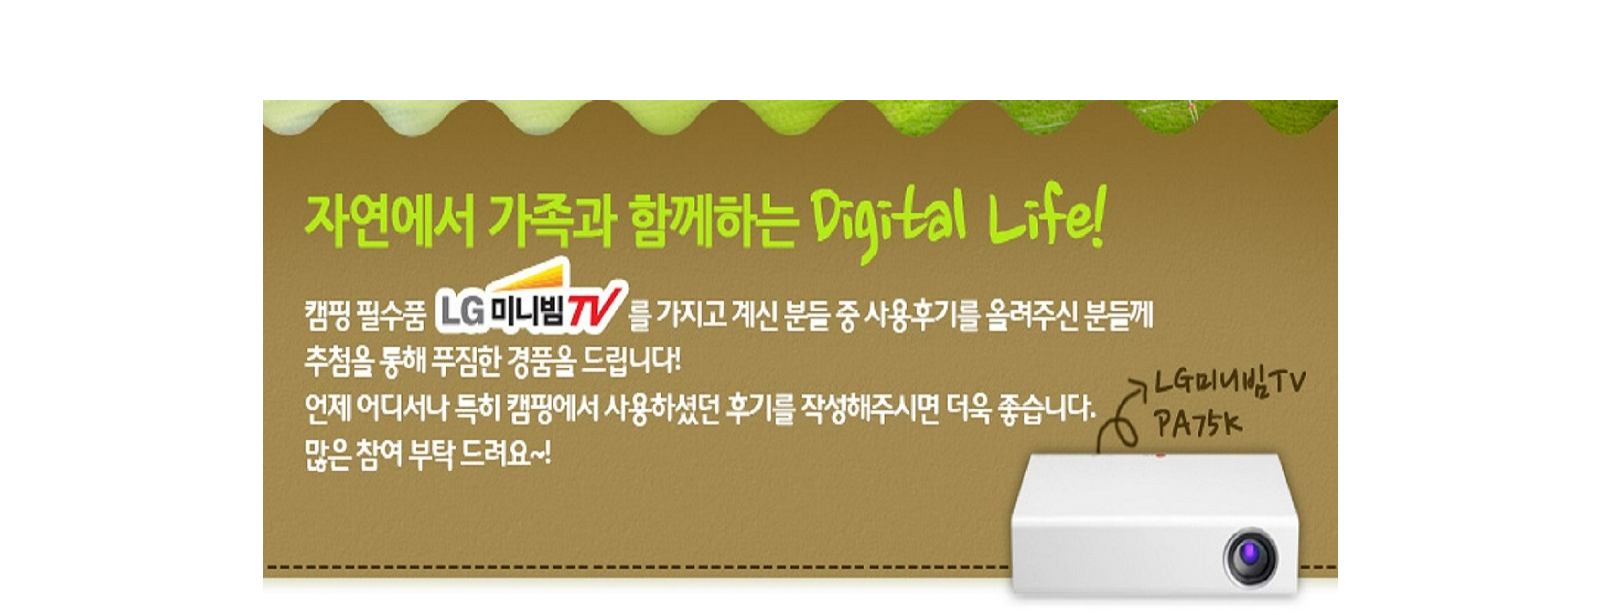 자연에서 가족과 함께하는 Digital Life!
캠핑 필수품 LG 미니빔TV 를 가지고 계신 분들 중 사용후기를 올려주신 분들께
추첨을 통해 푸짐한 경품을 드립니다!
언제 어디서나 특히 캠핑에서 사용하셨던 후기를 작성해주시면 더욱 좋습니다.
많은 참여 부탁 드려요~!
LG미니빔TV
PA75K